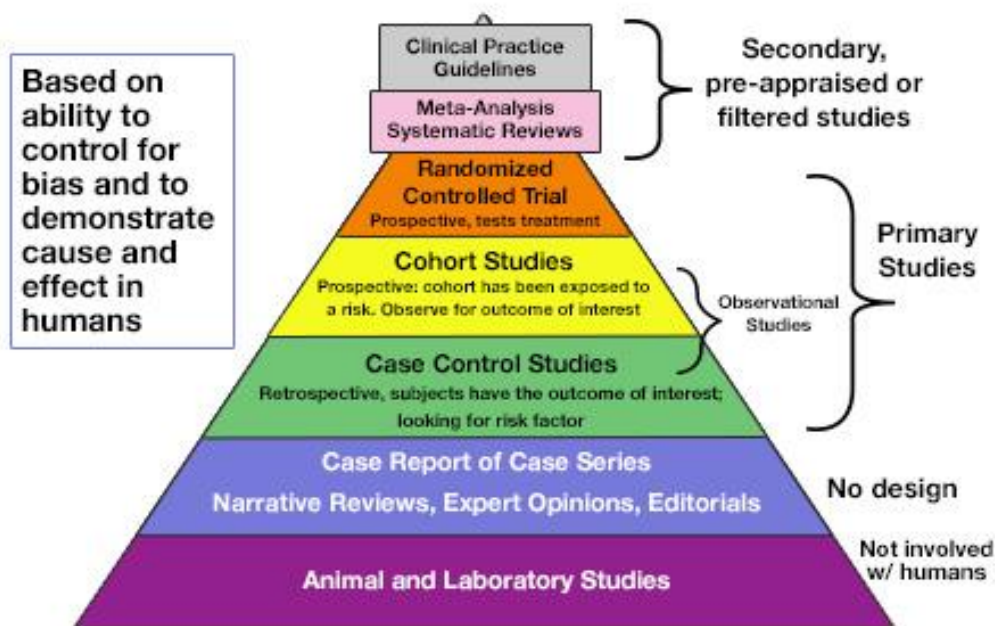 Based on
ability to
control for
bias and to
demonstrate
cause and
effect in
humans
Clinical Practice
Guidelines
Meta-Analysis
Systematic Reviews
Secondary,
pre-appraised or
filtered studies
Randomized
Controlled Trial
Prospective, tests treatment
Cohort Studies
Prospective: cohort has been exposed to
a risk. Observe for outcome of interest
Case Control Studies
Retrospective, subjects have the outcome of interest;
looking for risk factor
Observational
Studies
Primary
Studies
Case Report of Case Series
Narrative Reviews, Expert Opinions, Editorials
No design
Animal and Laboratory Studies
Not involved
w/ humans